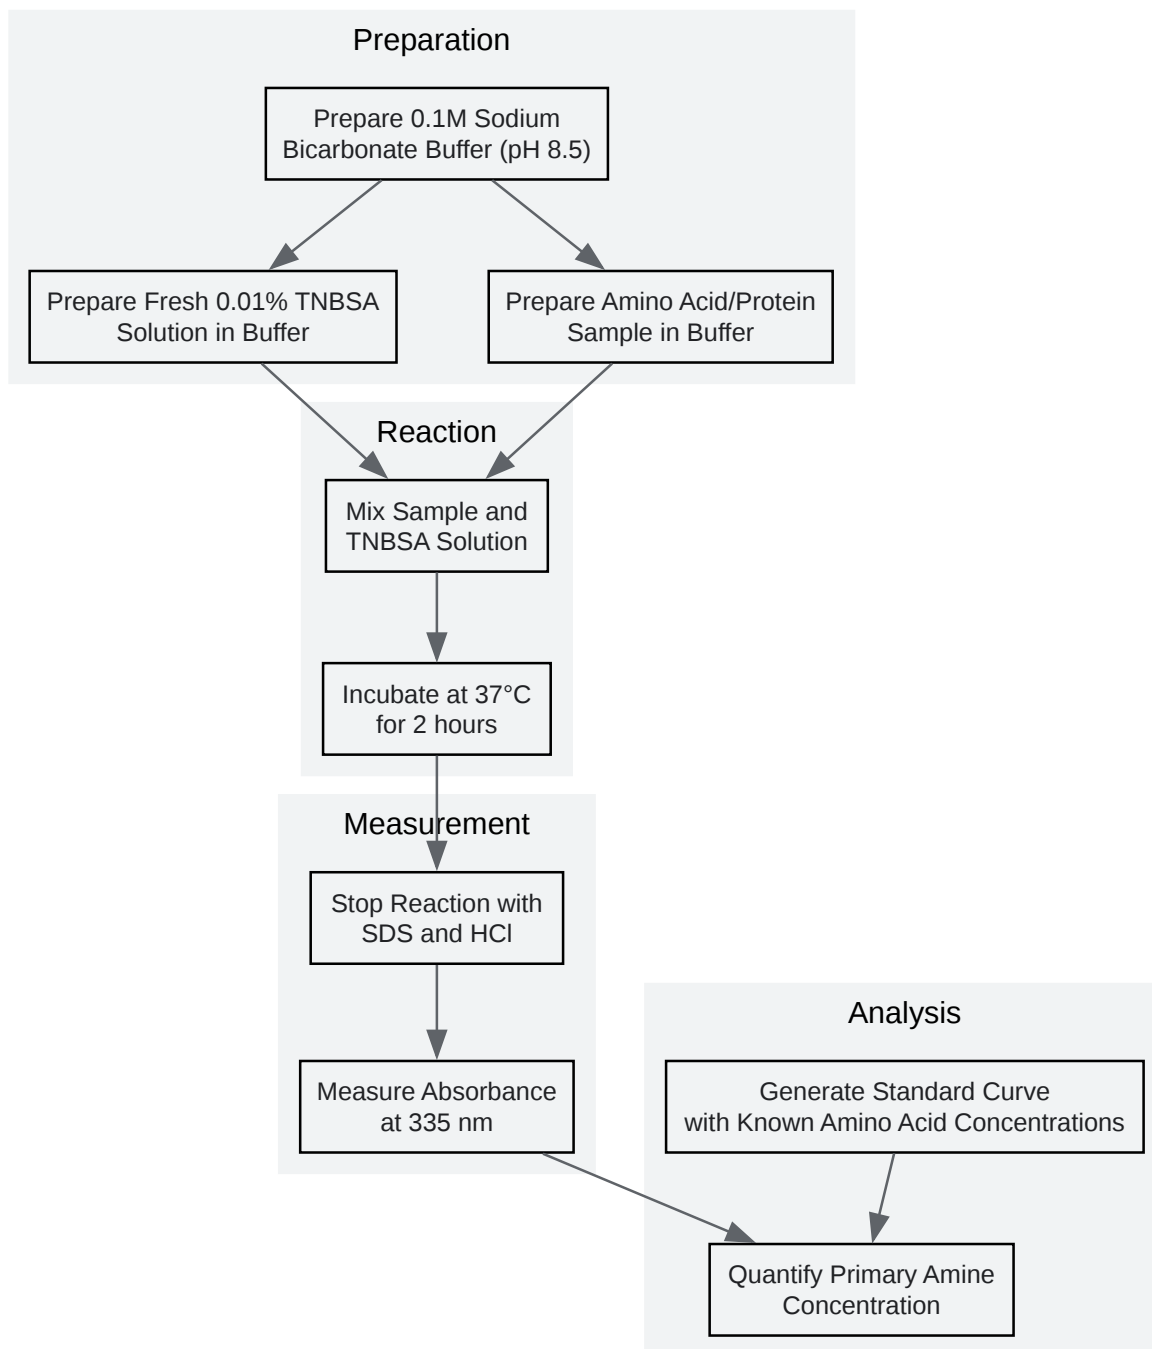 Preparation
Prepare 0.1M Sodium
Bicarbonate Buffer (pH 8.5)
Prepare Fresh 0.01% TNBSA
Solution in Buffer
Prepare Amino Acid/Protein
Sample in Buffer
Reaction
Mix Sample and
TNBSA Solution
Incubate at 37°C
for 2 hours
Measurement
Stop Reaction with
SDS and HCl
Measure Absorbance
at 335 nm
Analysis
Generate Standard Curve
with Known Amino Acid Concentrations
Quantify Primary Amine
Concentration